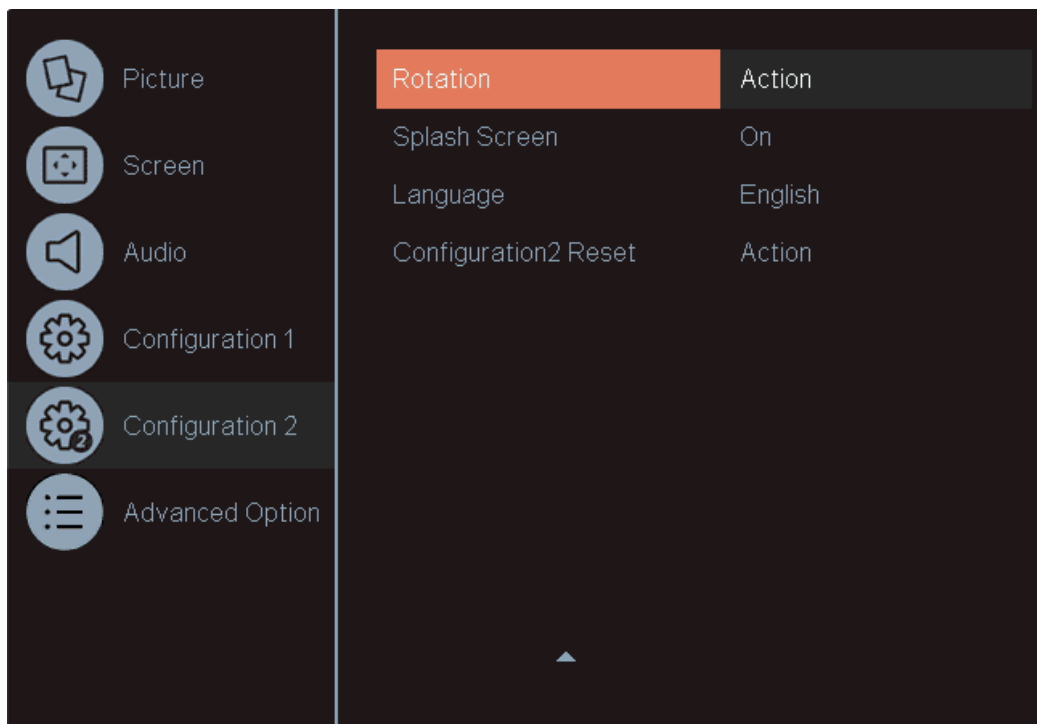 Picture
Screen
Audio
Configuration 1
2
Configuration 2
Advanced Option
Rotation Action
Splash Screen On
Language English
Configuration2 Reset Action